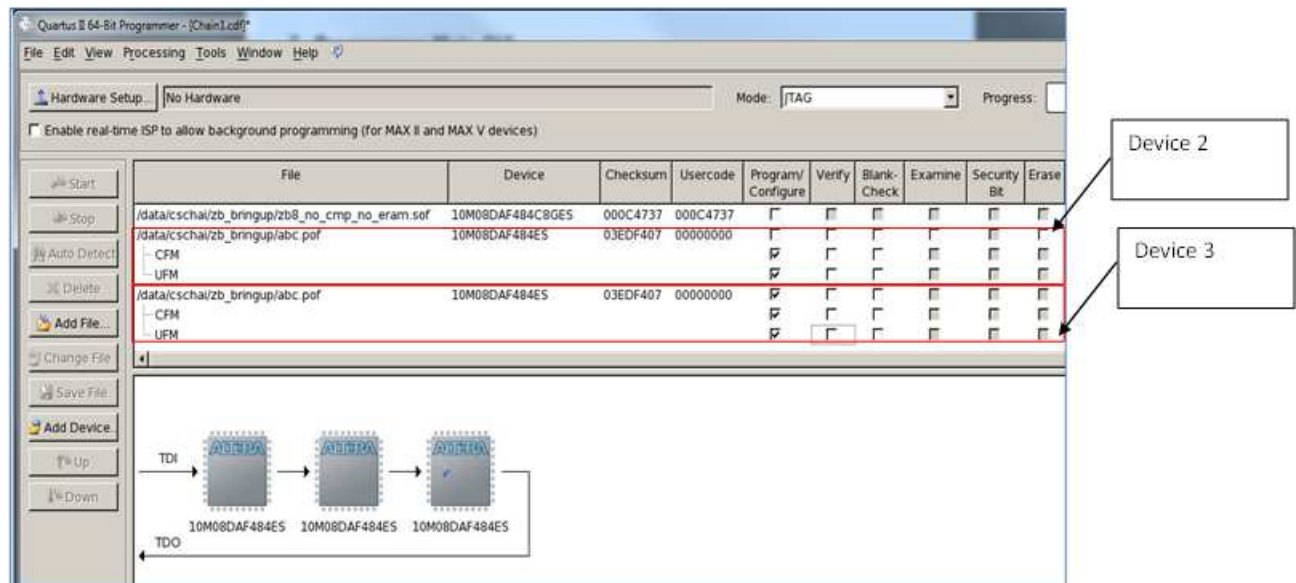 Quartus II 64-Bit Programmer - [Chain1.cdf]*
File Edit View Processing Tools Window Help
Hardware Setup... No Hardware Mode: JTAG Progress:
Enable real-time ISP to allow background programming (for MAX II and MAX V devices)
Device 2
Device 3
Start
Stop
Auto Detect
Delete
Add File...
Change File
Save File
Add Device..
Up
Down
File Device Checksum Usercode Program/Configure Verify Blank-Check Examine Security Bit Erase
/data/cschai/zb_bringup/zb8_no_cmp_no_eram.sof 10M08DAF484C8GES 000C4737 000C4737
/data/cschai/zb_bringup/abc.pof 10M08DAF484ES 03EDF407 00000000
CFM
UFM
/data/cschai/zb_bringup/abc.pof 10M08DAF484ES 03EDF407 00000000
CFM
UFM
TDI
ALTERA ALTERA ALTERA
10M08DAF484ES 10M08DAF484ES 10M08DAF484ES
TDO